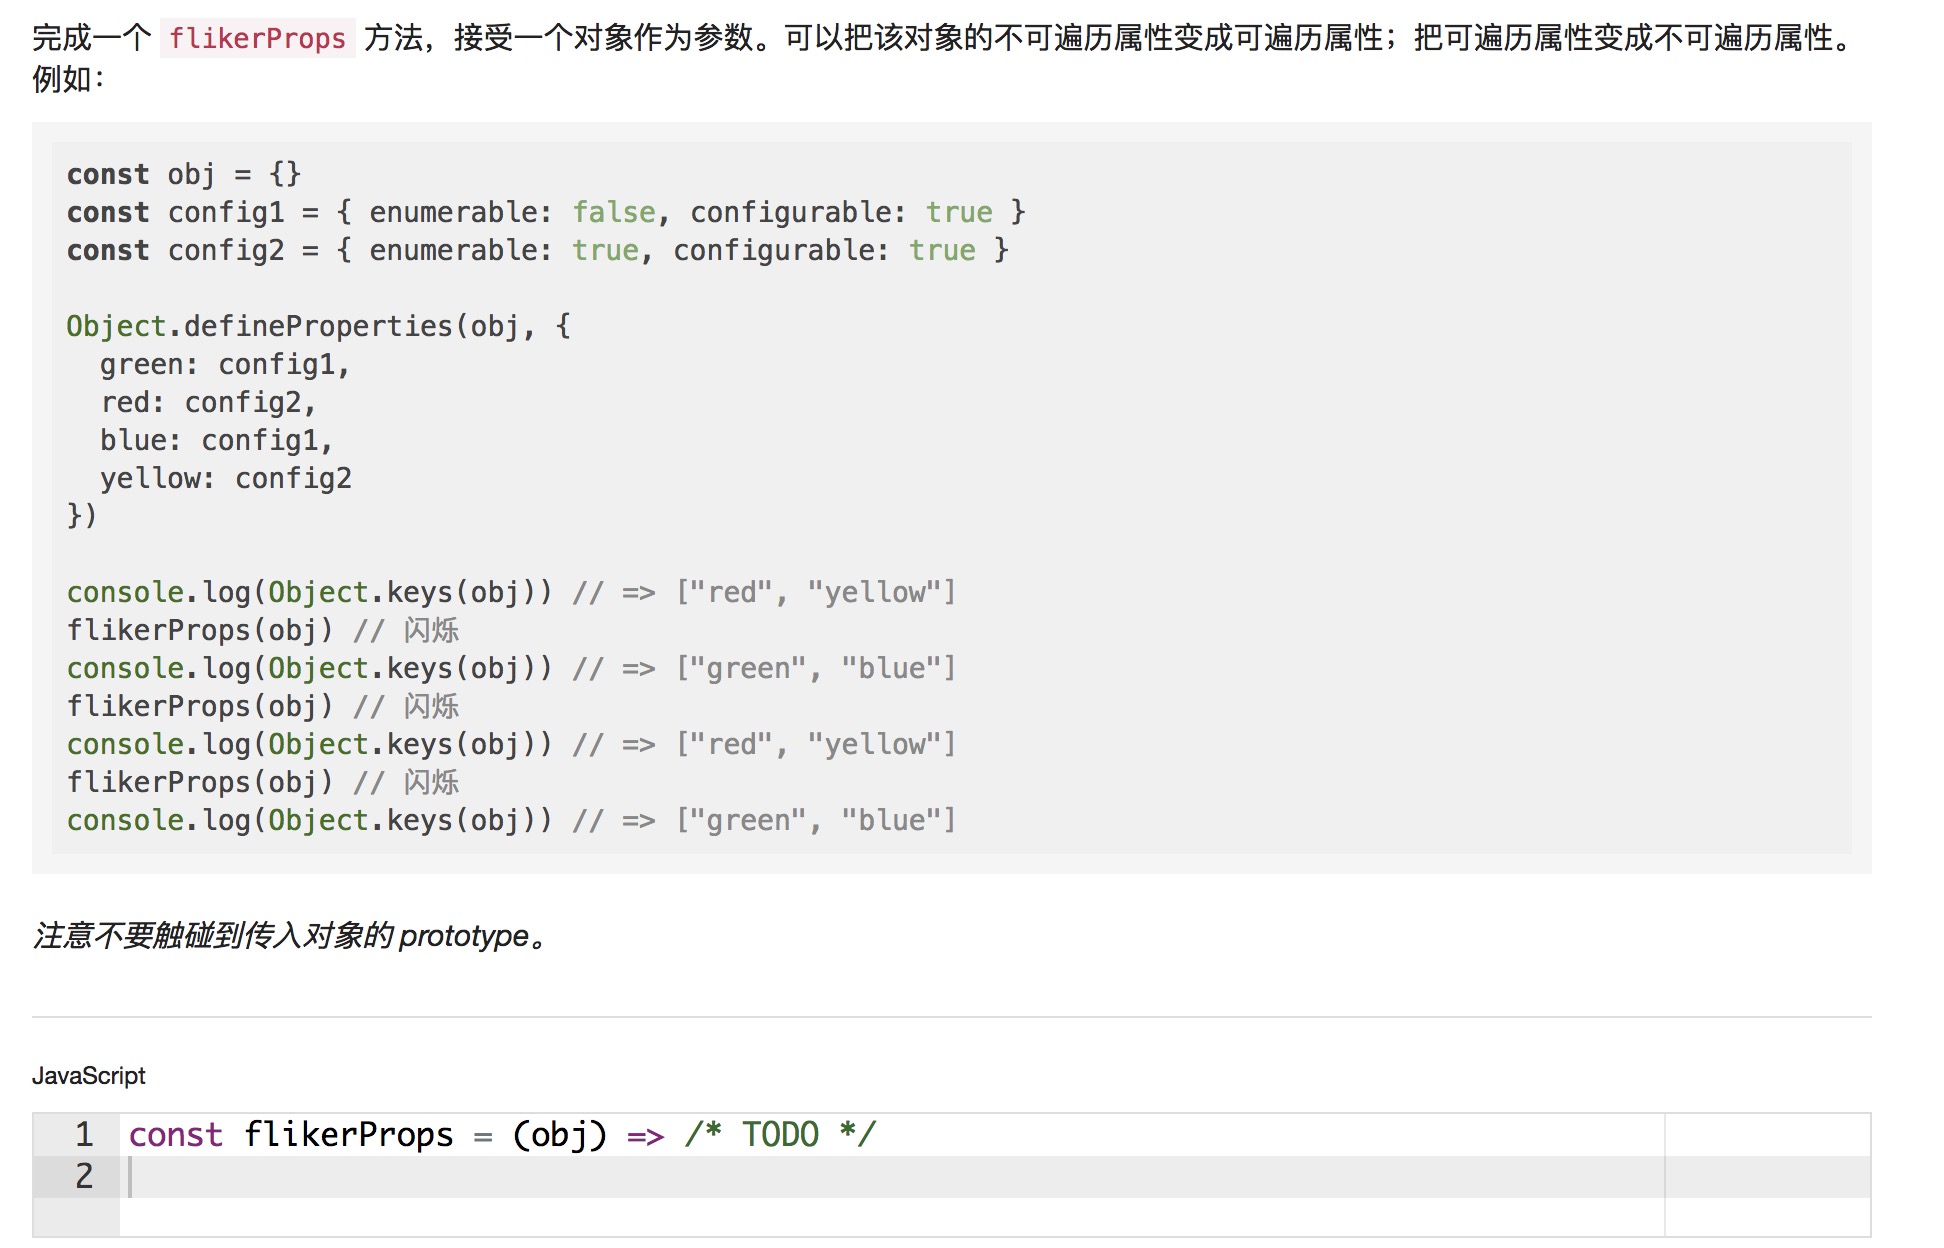 完成一个 flikerProps 方法，接受一个对象作为参数。可以把该对象的不可遍历属性变成可遍历属性；把可遍历属性变成不可遍历属性。
例如：
const obj = {}
const config1 = { enumerable: false, configurable: true }
const config2 = { enumerable: true, configurable: true }
Object.defineProperties(obj, {
  green: config1,
  red: config2,
  blue: config1,
  yellow: config2
})
console.log(Object.keys(obj)) // => ["red", "yellow"]
flikerProps(obj) // 闪烁
console.log(Object.keys(obj)) // => ["green", "blue"]
flikerProps(obj) // 闪烁
console.log(Object.keys(obj)) // => ["red", "yellow"]
flikerProps(obj) // 闪烁
console.log(Object.keys(obj)) // => ["green", "blue"]
注意不要触碰到传入对象的 prototype。
JavaScript
1 const flikerProps = (obj) => /* TODO */
2